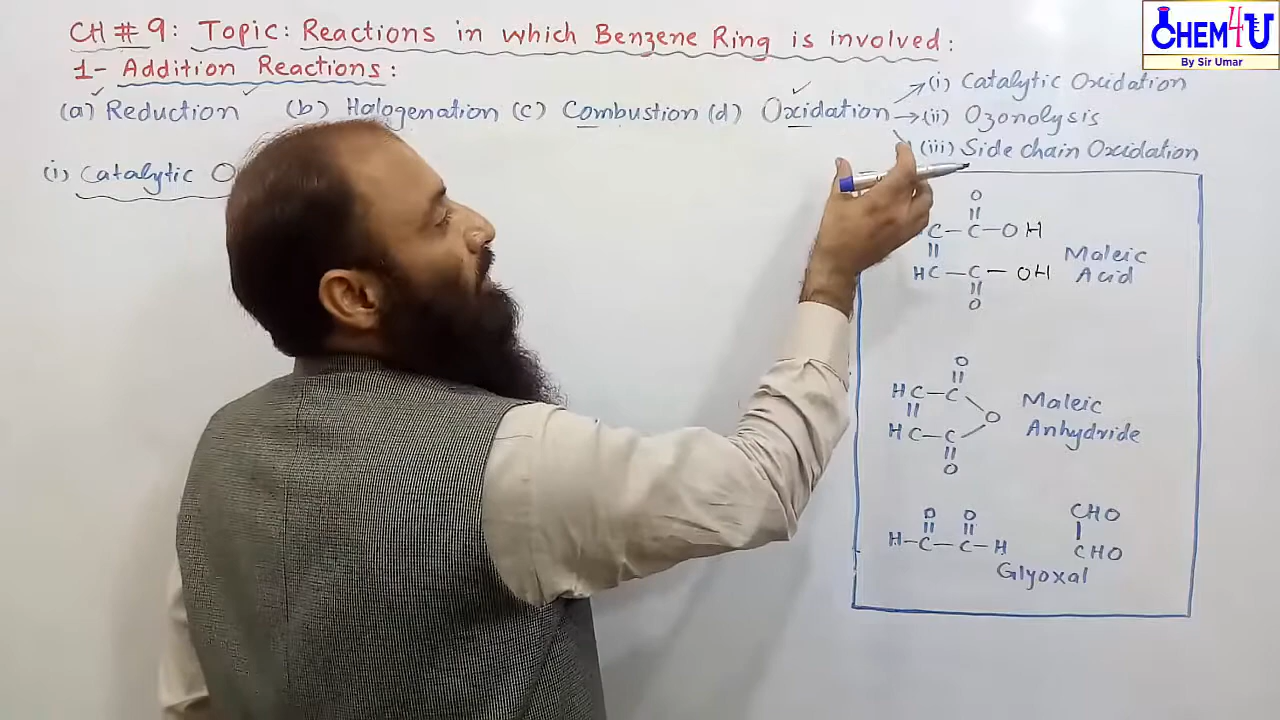 CH # 9: Topic: Reactions in which Benzene Ring is involved:
1- Addition Reactions:
(a) Reduction (b) Halogenation (c) Combustion (d) Oxidation → (i) Catalytic Oxidation
→ (ii) Ozonolysis
(iii) Side chain Oxidation
(i) Catalytic O
O
||
C — C — O H
||
HC — C — OH
||
O
Maleic
Acid
O
||
HC — C
|| O
HC — C
||
O
Maleic
Anhydride
O O
|| ||
H — C — C — H
CHO
|
CHO
Glyoxal
CHEM4U
By Sir Umar